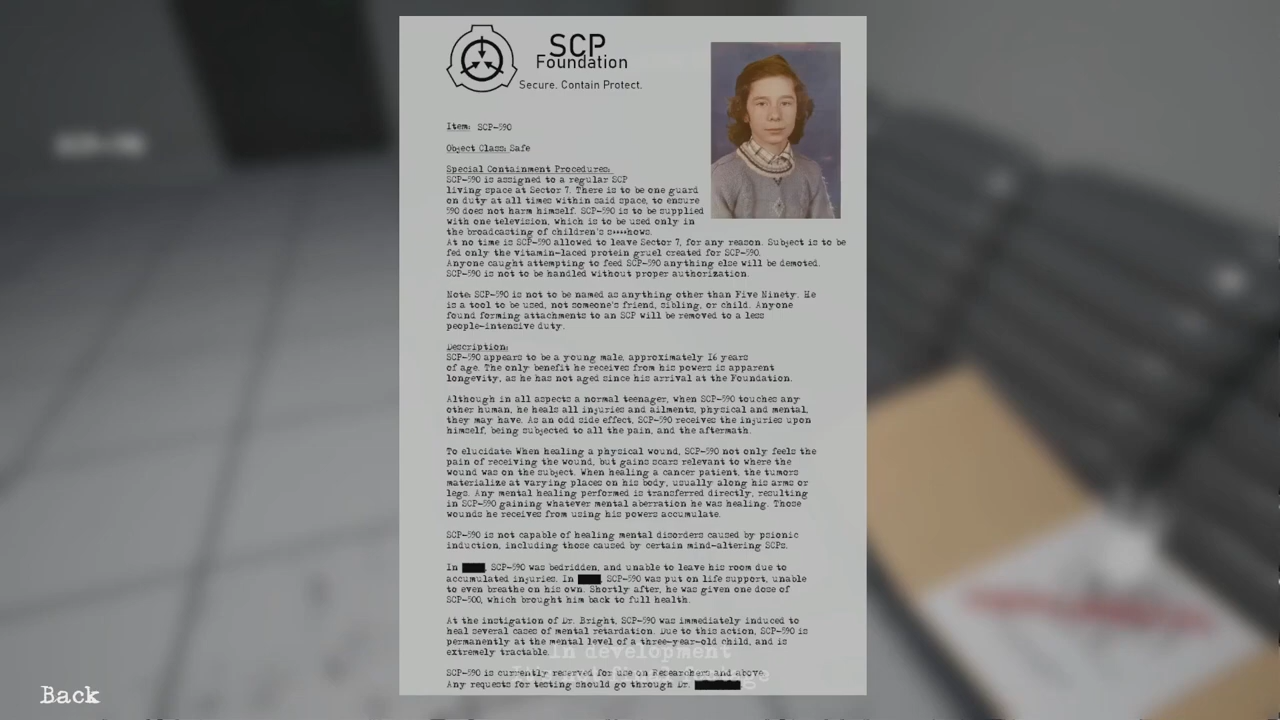 SCP
Foundation
Secure. Contain Protect.
Item: SCP-590
Object Class: Safe
Special Containment Procedures:
SCP-590 is assigned to a regular SCP
living space at Sector 7. There is to be one guard
on duty at all times within said space, to ensure
590 does not harm himself. SCP-590 is to be supplied
with one television, which is to be used only in
the broadcasting of children's s••••hows.
At no time is SCP-590 allowed to leave Sector 7, for any reason. Subject is to be
fed only the vitamin-laced protein gruel created for SCP-590.
Anyone caught attempting to feed SCP-590 anything else will be demoted.
SCP-590 is not to be handled without proper authorization.
Note: SCP-590 is not to be named as anything other than Five Ninety. He
is a tool to be used, not someone's friend, sibling, or child. Anyone
found forming attachments to an SCP will be removed to a less
people-intensive duty.
Description:
SCP-590 appears to be a young male, approximately 16 years
of age. The only benefit he receives from his powers is apparent
longevity, as he has not aged since his arrival at the Foundation.
Although in all aspects a normal teenager, when SCP-590 touches any
other human, he heals all injuries and ailments, physical and mental,
they may have. As an odd side effect, SCP-590 receives the injuries upon
himself, being subjected to all the pain, and the aftermath.
To elucidate: When healing a physical wound, SCP-590 not only feels the
pain of receiving the wound, but gains scars relevant to where the
wound was on the subject. When healing a cancer patient, the tumors
materialize at varying places on his body, usually along his arms or
legs. Any mental healing performed is transferred directly, resulting
in SCP-590 gaining whatever mental aberration he was healing. Those
wounds he receives from using his powers accumulate.
SCP-590 is not capable of healing mental disorders caused by psionic
induction, including those caused by certain mind-altering SCPs.
In , SCP-590 was bedridden, and unable to leave his room due to
accumulated injuries. In , SCP-590 was put on life support, unable
to even breathe on his own. Shortly after, he was given one dose of
SCP-500, which brought him back to full health.
At the instigation of Dr. Bright, SCP-590 was immediately induced to
heal several cases of mental retardation. Due to this action, SCP-590 is
permanently at the mental level of a three-year-old child, and is
extremely tractable.
In development
SCP-590 is currently reserved for use on Researchers and above.
Any requests for testing should go through Dr.
Back